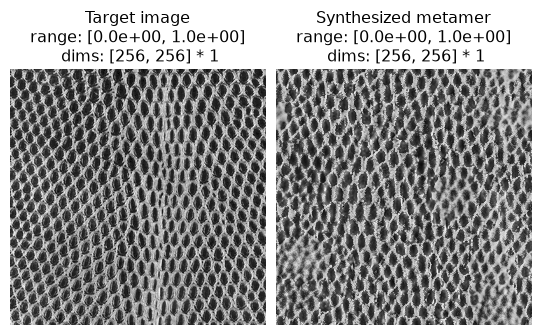 Target image
range: [0.0e+00, 1.0e+00]
dims: [256, 256] * 1
Synthesized metamer
range: [0.0e+00, 1.0e+00]
dims: [256, 256] * 1